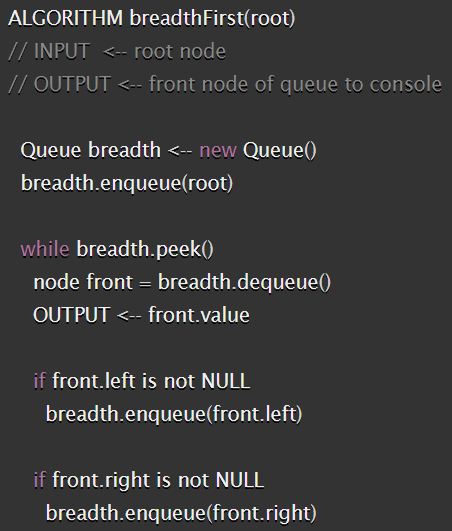 ALGORITHM breadthFirst(root)
// INPUT  <-- root node
// OUTPUT <-- front node of queue to console
Queue breadth <-- new Queue()
breadth.enqueue(root)
while breadth.peek()
node front = breadth.dequeue()
OUTPUT <-- front.value
if front.left is not NULL
breadth.enqueue(front.left)
if front.right is not NULL
breadth.enqueue(front.right)